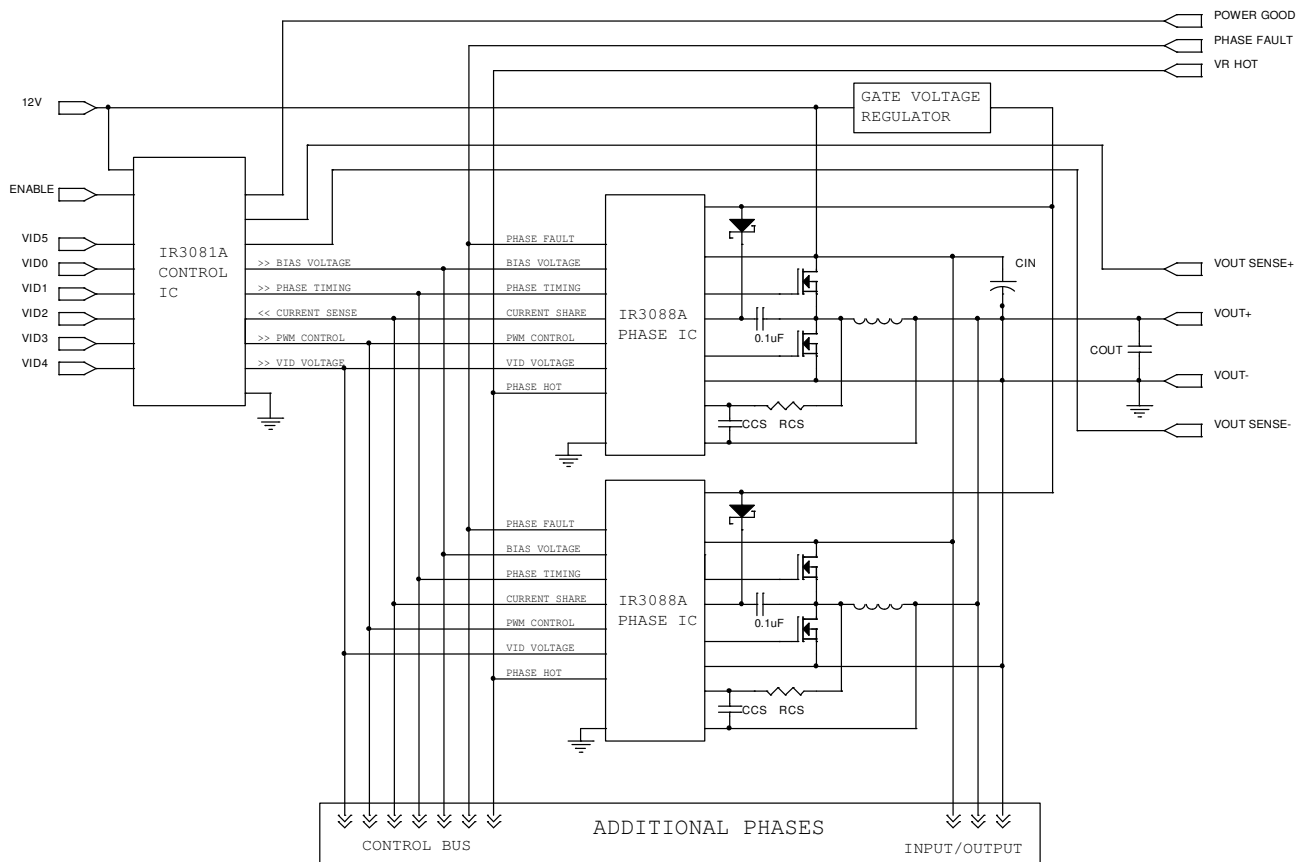 POWER GOOD
PHASE FAULT
VR HOT
12V
GATE VOLTAGE
REGULATOR
ENABLE
VID5
VID0
VID1
VID2
VID3
VID4
IR3081A
CONTROL
IC
>> BIAS VOLTAGE
>> PHASE TIMING
<< CURRENT SENSE
>> PWM CONTROL
>> VID VOLTAGE
PHASE FAULT
BIAS VOLTAGE
PHASE TIMING
CURRENT SHARE
PWM CONTROL
VID VOLTAGE
PHASE HOT
IR3088A
PHASE IC
0.1uF
CCS
RCS
CIN
COUT
VOUT SENSE+
VOUT+
VOUT-
VOUT SENSE-
PHASE FAULT
BIAS VOLTAGE
PHASE TIMING
CURRENT SHARE
PWM CONTROL
VID VOLTAGE
PHASE HOT
IR3088A
PHASE IC
0.1uF
CCS
RCS
ADDITIONAL PHASES
CONTROL BUS
INPUT/OUTPUT